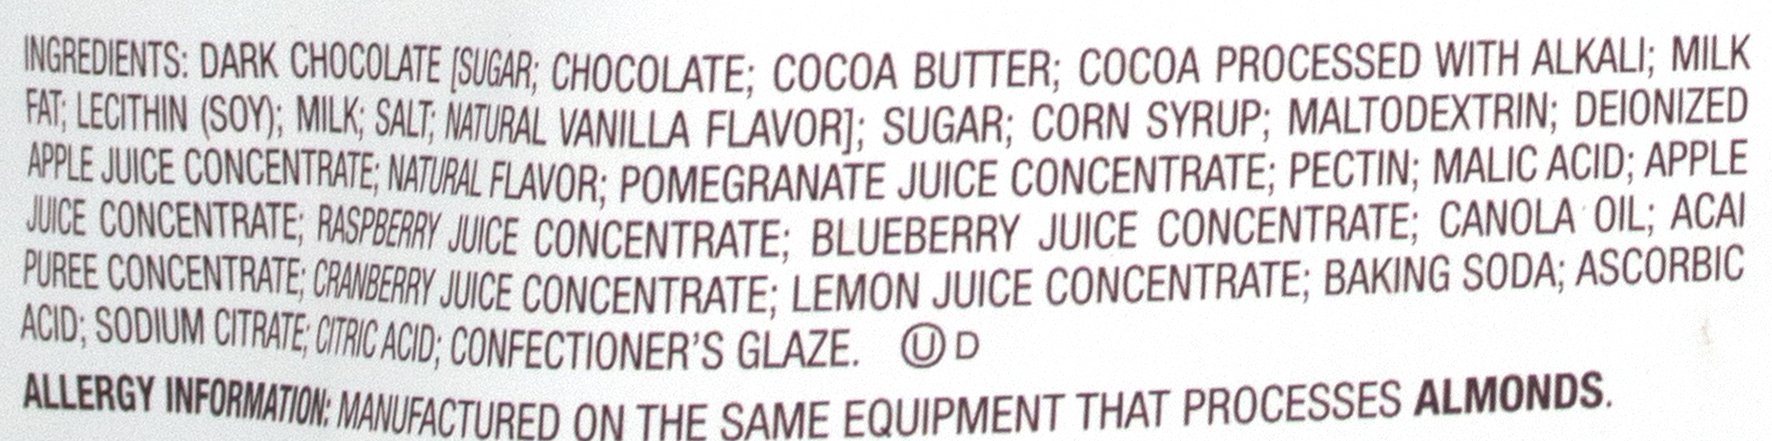 INGREDIENTS: DARK CHOCOLATE [SUGAR; CHOCOLATE; COCOA BUTTER; COCOA PROCESSED WITH ALKALI; MILK
FAT; LECITHIN (SOY); MILK; SALT; NATURAL VANILLA FLAVOR]; SUGAR; CORN SYRUP; MALTODEXTRIN; DEIONIZED
APPLE JUICE CONCENTRATE; NATURAL FLAVOR; POMEGRANATE JUICE CONCENTRATE; PECTIN; MALIC ACID; APPLE
JUICE CONCENTRATE; RASPBERRY JUICE CONCENTRATE; BLUEBERRY JUICE CONCENTRATE; CANOLA OIL; ACAI
PUREE CONCENTRATE; CRANBERRY JUICE CONCENTRATE; LEMON JUICE CONCENTRATE; BAKING SODA; ASCORBIC
ACID; SODIUM CITRATE; CITRIC ACID; CONFECTIONER'S GLAZE. Ⓤ D
ALLERGY INFORMATION: MANUFACTURED ON THE SAME EQUIPMENT THAT PROCESSES ALMONDS.